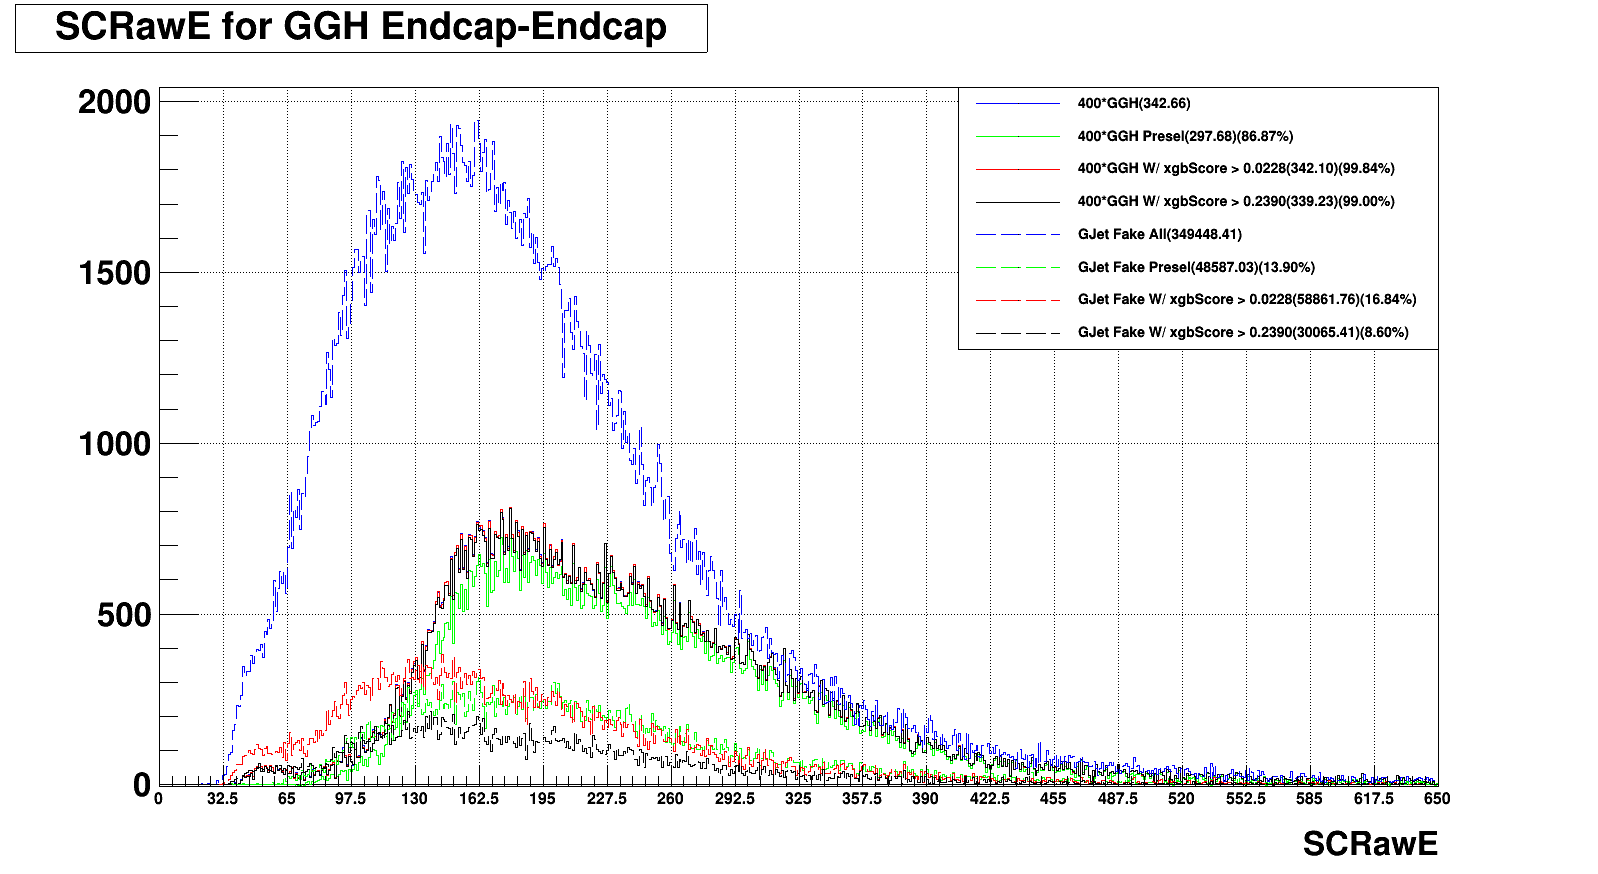 SCRawE for GGH Endcap-Endcap
2000
1500
1000
500
0
400*GGH(342.66)
400*GGH Presel(297.68)(86.87%)
400*GGH W/ xgbScore > 0.0228(342.10)(99.84%)
400*GGH W/ xgbScore > 0.2390(339.23)(99.00%)
GJet Fake All(349448.41)
GJet Fake Presel(48587.03)(13.90%)
GJet Fake W/ xgbScore > 0.0228(58861.76)(16.84%)
GJet Fake W/ xgbScore > 0.2390(30065.41)(8.60%)
0 32.5 65 97.5 130 162.5 195 227.5 260 292.5 325 357.5 390 422.5 455 487.5 520 552.5 585 617.5 650
SCRawE